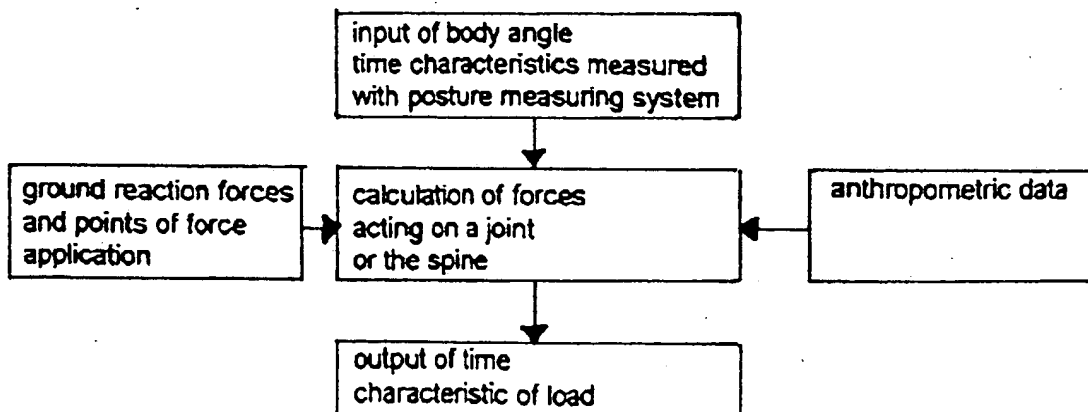 input of body angle
time characteristics measured
with posture measuring system
ground reaction forces
and points of force
application
calculation of forces
acting on a joint
or the spine
anthropometric data
output of time
characteristic of load